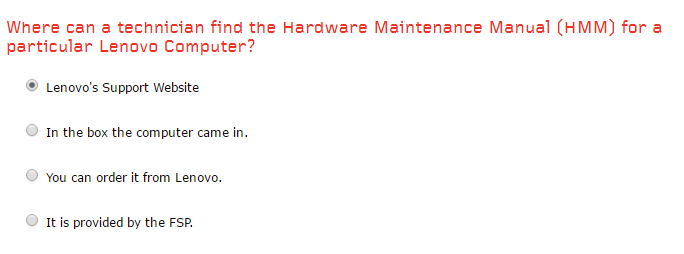 Where can a technician find the Hardware Maintenance Manual (HMM) for a
particular Lenovo Computer?
Lenovo's Support Website
In the box the computer came in.
You can order it from Lenovo.
It is provided by the FSP.